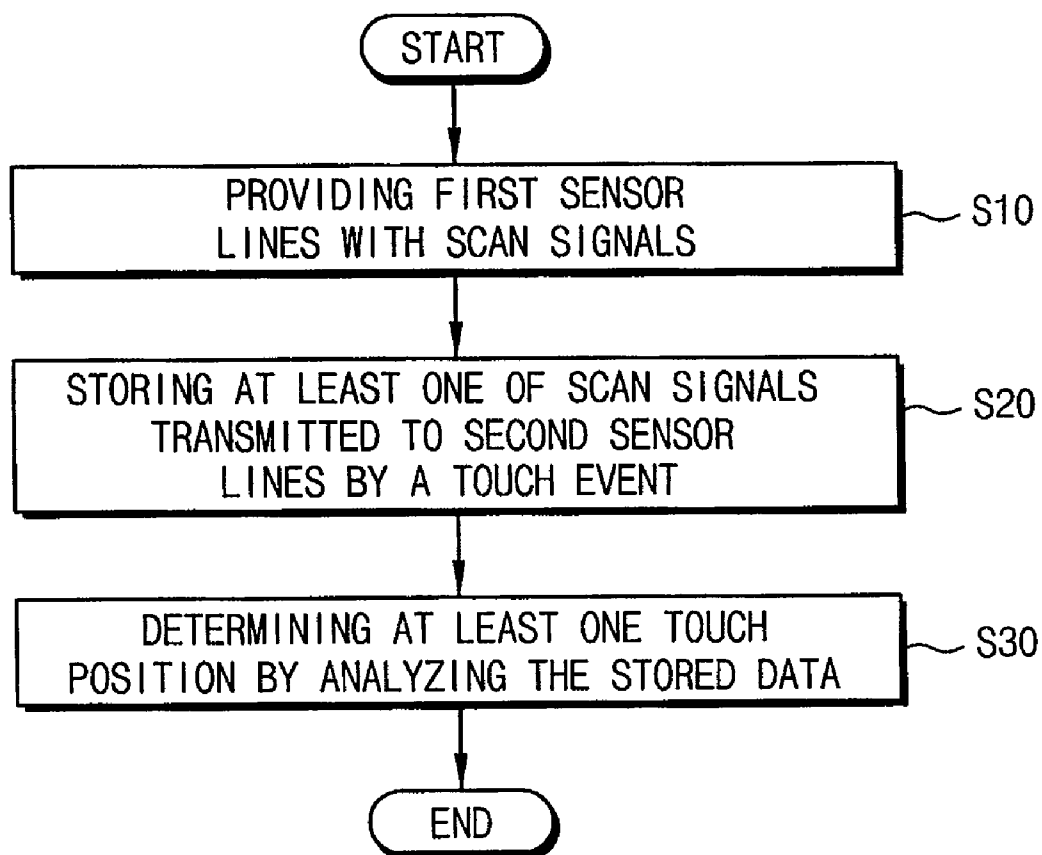 START
PROVIDING FIRST SENSOR
LINES WITH SCAN SIGNALS
S10
STORING AT LEAST ONE OF SCAN SIGNALS
TRANSMITTED TO SECOND SENSOR
LINES BY A TOUCH EVENT
S20
DETERMINING AT LEAST ONE TOUCH
POSITION BY ANALYZING THE STORED DATA
S30
END